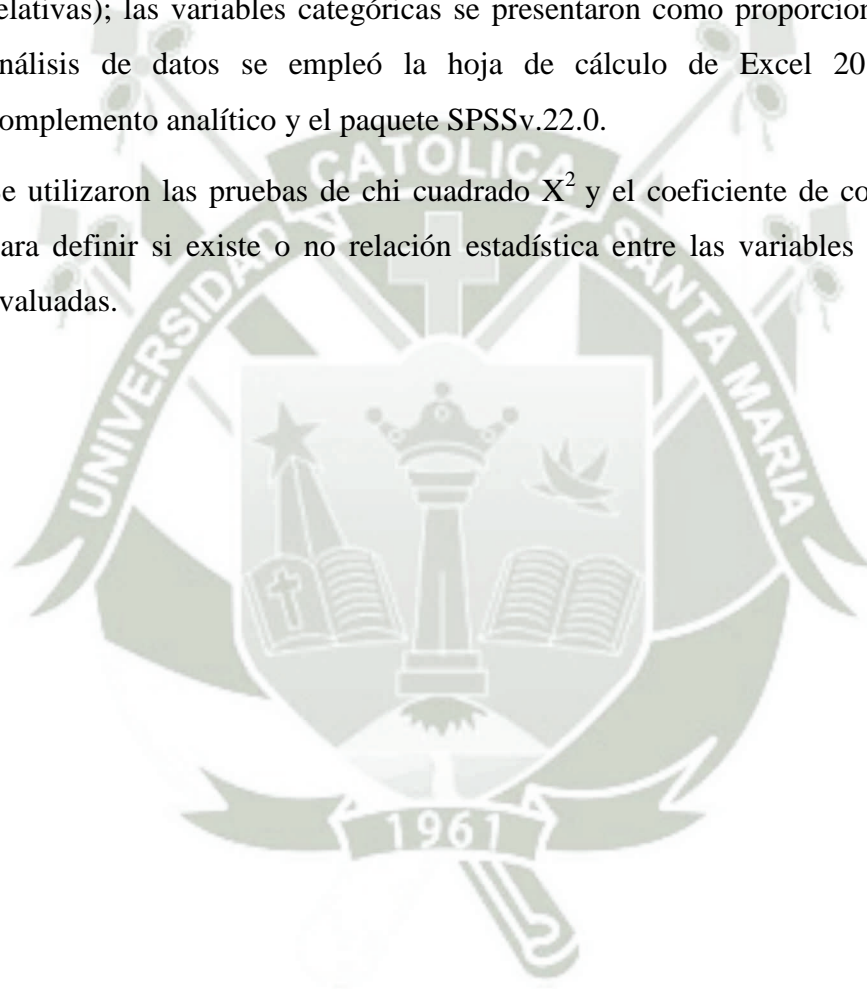 elativas); las variables categóricas se presentaron como proporcion
nálisis de datos se empleó la hoja de cálculo de Excel 20
omplemento analítico y el paquete SPSSv.22.0.
e utilizaron las pruebas de chi cuadrado X² y el coeficiente de co
ara definir si existe o no relación estadística entre las variables
valuadas.
UNIVERSIDAD CATOLICA SANTA MARIA
1961